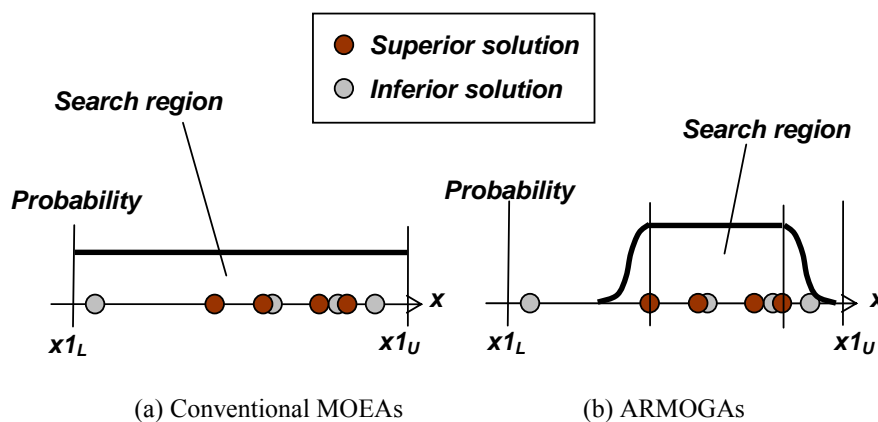 Superior solution
Inferior solution
Search region
Probability
x
x1L
x1U
(a) Conventional MOEAs
Search region
Probability
x
x1L
x1U
(b) ARMOGAs